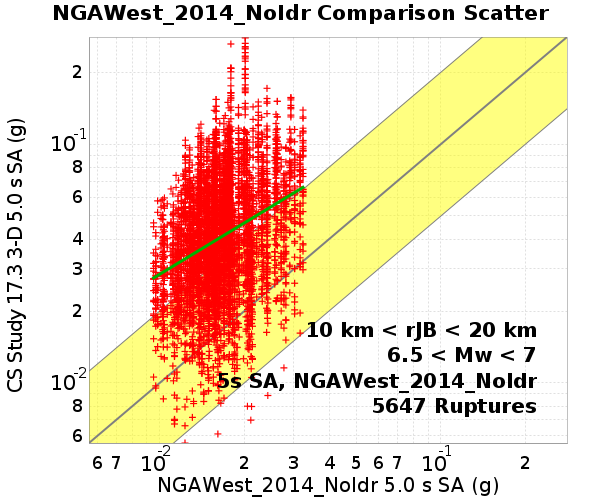 NGAWest_2014_NoIdr Comparison Scatter
CS Study 17.3 3-D 5.0 s SA (g)
2
10⁻¹
8
6
4
3
2
10⁻²
8
6
10 km < rJB < 20 km
6.5 < Mw < 7
5s SA, NGAWest_2014_NoIdr
5647 Ruptures
6 7 10⁻² 2 3 4 5 6 7 10⁻¹ 2
NGAWest_2014_NoIdr 5.0 s SA (g)